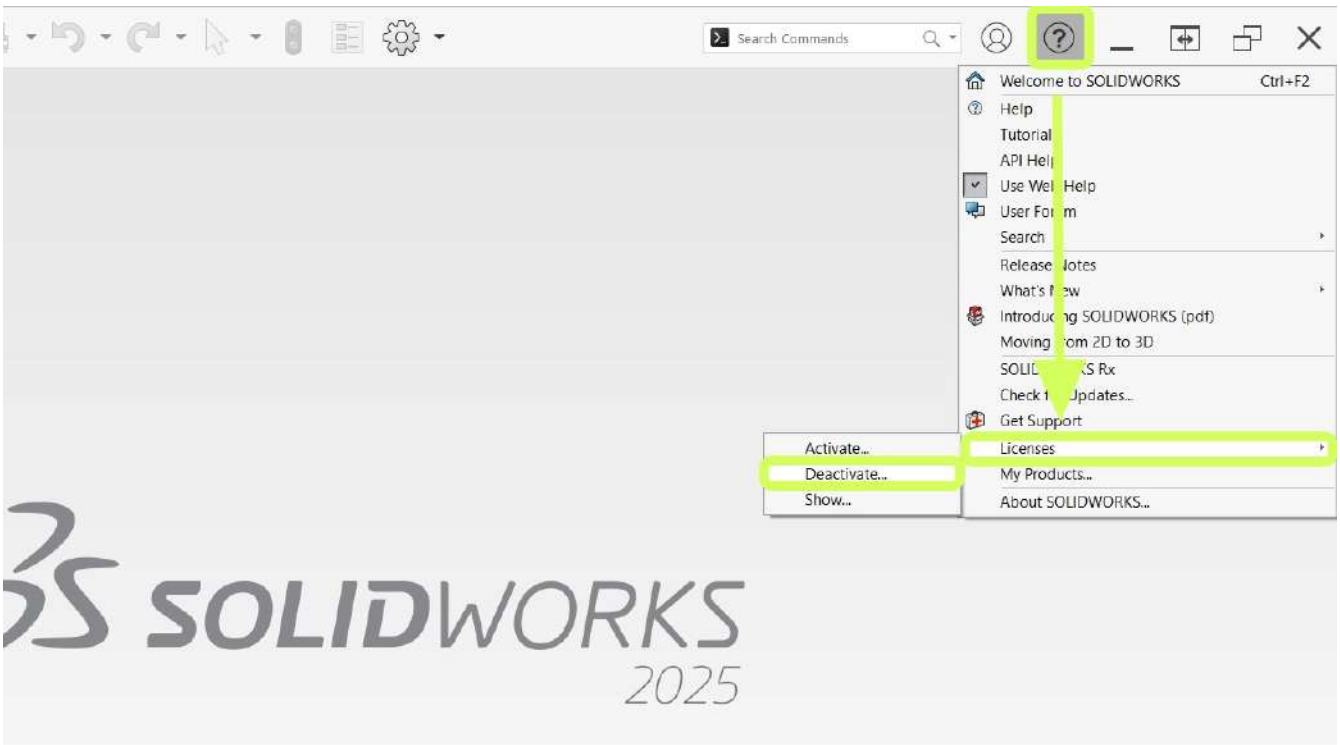 Search Commands
Welcome to SOLIDWORKS Ctrl+F2
Help
Tutorial
API Help
Use Web Help
User Forum
Search
Release Notes
What's New
Introducing SOLIDWORKS (pdf)
Moving from 2D to 3D
SOLIDWORKS Rx
Check for Updates...
Get Support
Licenses
Activate...
Deactivate...
Show...
My Products...
About SOLIDWORKS...
3S SOLIDWORKS
2025